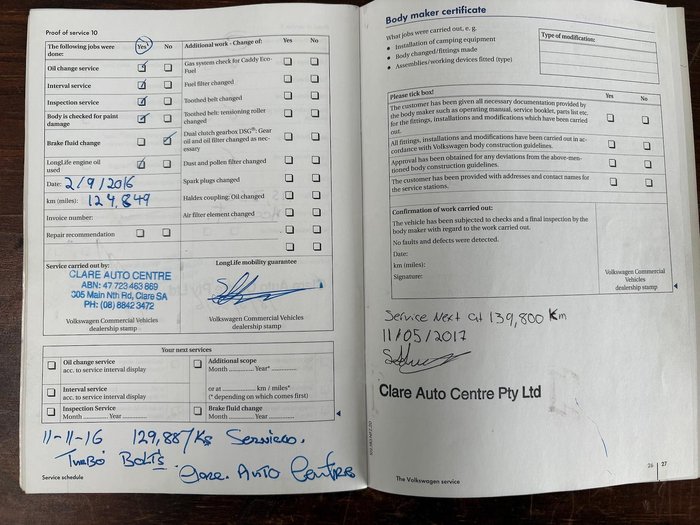 Proof of service 10
The following jobs were done: Yes No
Oil change service
Interval service
Inspection service
Body is checked for paint damage
Brake fluid change
LongLife engine oil used
Date: 2/9/2016
km (miles): 124,849
Invoice number:
Repair recommendation
Additional work - Change of: Yes No
Gas system check for Caddy Eco-
Fuel
Fuel filter changed
Toothed belt changed
Toothed belt: tensioning roller
changed
Dual clutch gearbox DSG®: Gear
oil and oil filter changed as nec-
essary
Dust and pollen filter changed
Spark plugs changed
Haldex coupling: Oil changed
Air filter element changed
Service carried out by:
CLARE AUTO CENTRE
ABN: 47 723 463 869
305 Main Nth Rd, Clare SA
PH: (08) 8842 3472
Volkswagen Commercial Vehicles
dealership stamp
LongLife mobility guarantee
Volkswagen Commercial Vehicles
dealership stamp
Your next services
Oil change service
acc. to service interval display
Interval service
acc. to service interval display
Inspection Service
Month Year
Additional scope
Month Year*
or at km / miles*
(* depending on which comes first)
Brake fluid change
Month Year
11-11-16 129,887 Ks Serviced.
Turbo Bolts.
Clare. Auto Centre
Service schedule
Body maker certificate
What jobs were carried out, e. g.
• Installation of camping equipment
• Body changed/fittings made
• Assemblies/working devices fitted (type)
Type of modification:
Please tick box! Yes No
The customer has been given all necessary documentation provided by
the body maker such as operating manual, service booklet, parts list etc.
for the fittings, installations and modifications which have been carried
out.
All fittings, installations and modifications have been carried out in ac-
cordance with Volkswagen body construction guidelines.
Approval has been obtained for any deviations from the above-men-
tioned body construction guidelines.
The customer has been provided with addresses and contact names for
the service stations.
Confirmation of work carried out:
The vehicle has been subjected to checks and a final inspection by the
body maker with regard to the work carried out.
No faults and defects were detected.
Date:
km (miles):
Signature:
Volkswagen Commercial
Vehicles
dealership stamp
Service Next at 139,800 Km
11/05/2017
Clare Auto Centre Pty Ltd
26 27
The Volkswagen service